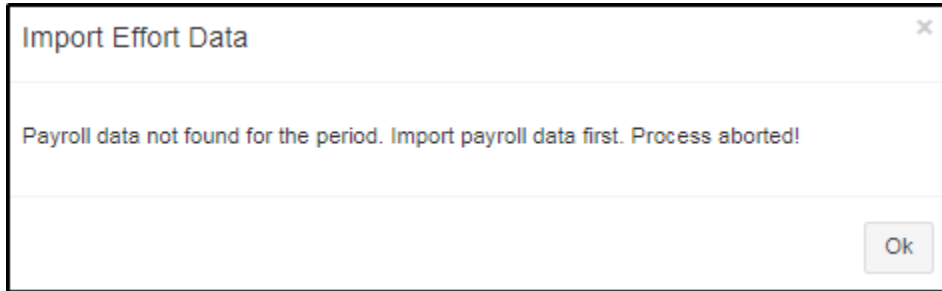 Import Effort Data
×
Payroll data not found for the period. Import payroll data first. Process aborted!
Ok